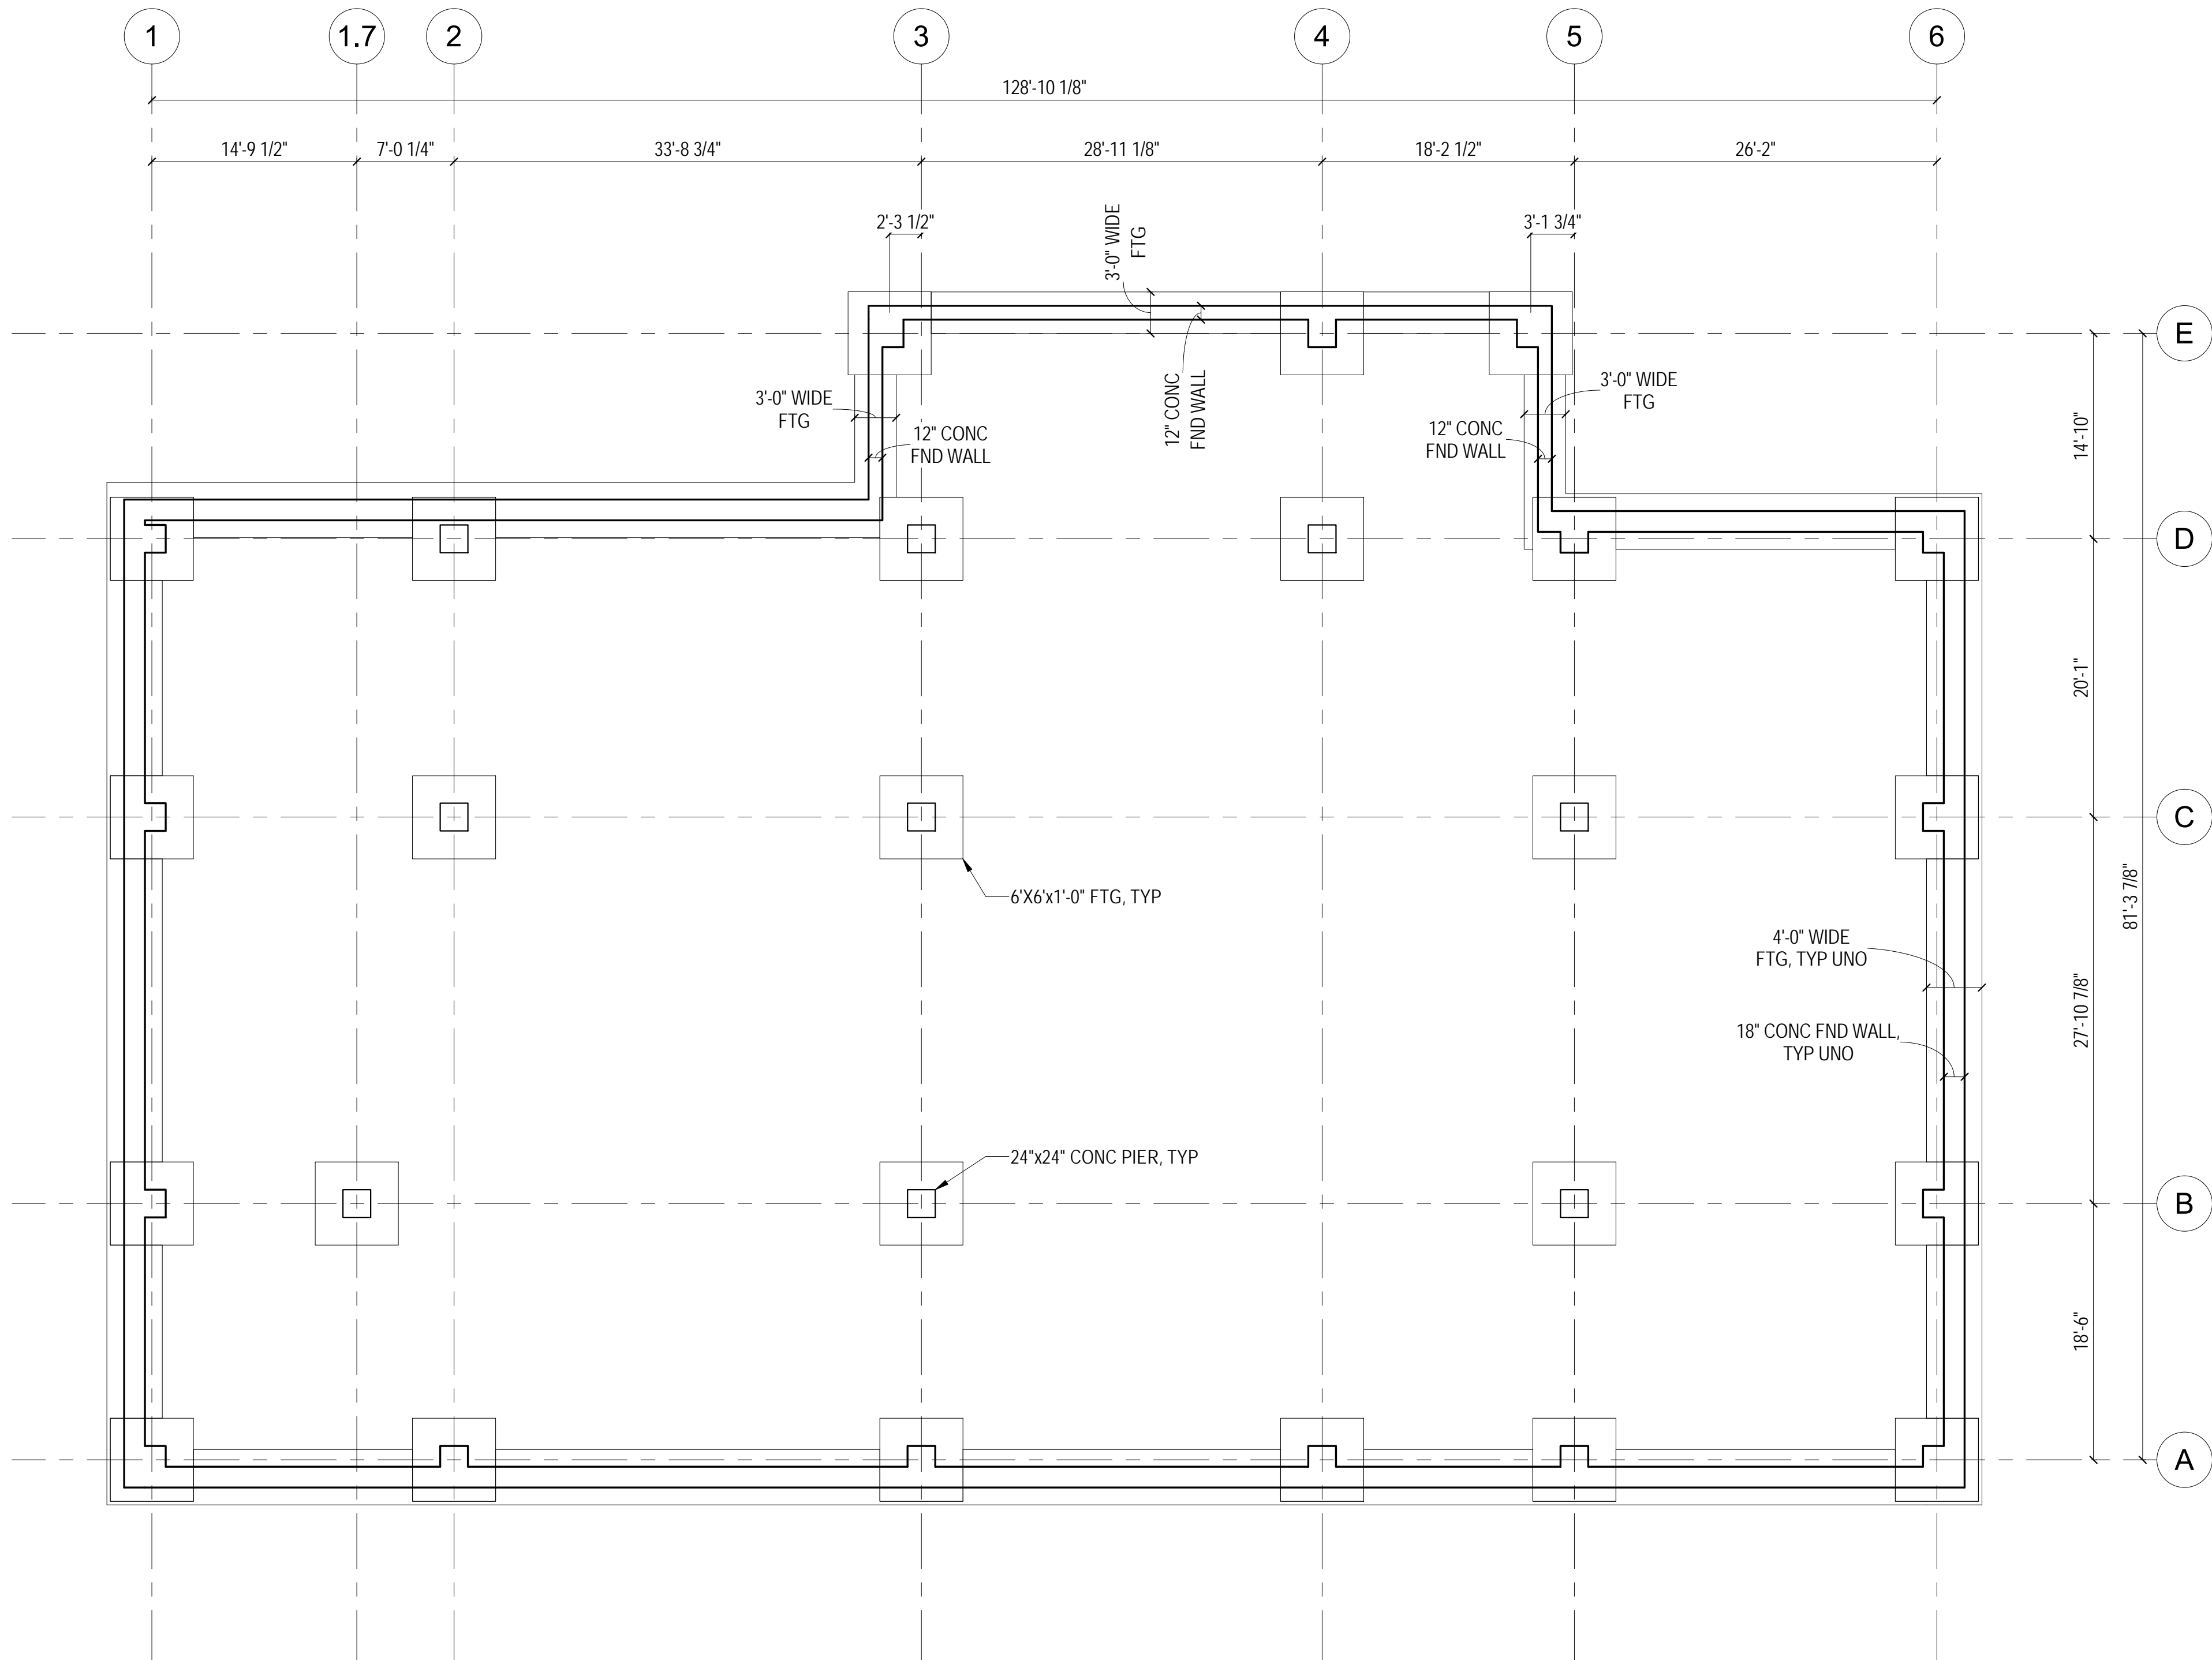 1
1.7
2
3
4
5
6
128'-10 1/8"
14'-9 1/2"
7'-0 1/4"
33'-8 3/4"
28'-11 1/8"
18'-2 1/2"
26'-2"
2'-3 1/2"
3'-0" WIDE
FTG
3'-1 3/4"
E
3'-0" WIDE
FTG
12" CONC
FND WALL
12" CONC
FND WALL
3'-0" WIDE
FTG
12" CONC
FND WALL
14'-10"
D
20'-1"
C
6'X6'x1'-0" FTG, TYP
81'-3 7/8"
4'-0" WIDE
FTG, TYP UNO
27'-10 7/8"
18" CONC FND WALL,
TYP UNO
24"x24" CONC PIER, TYP
B
18'-6"
A